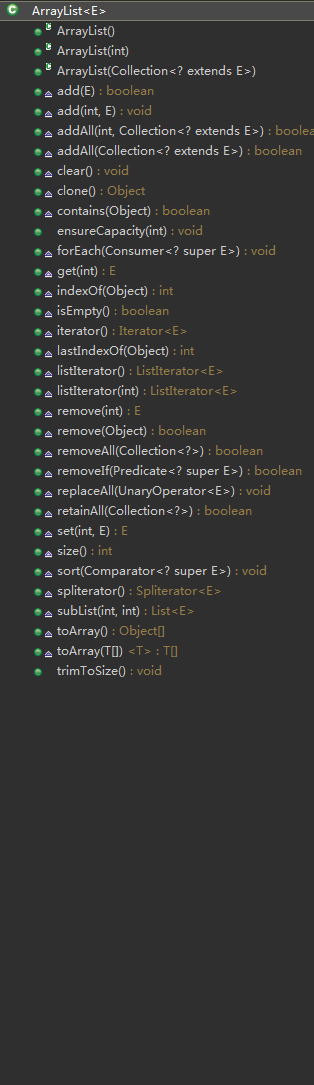 ArrayList<E>
ArrayList()
ArrayList(int)
ArrayList(Collection<? extends E>)
add(E) : boolean
add(int, E) : void
addAll(int, Collection<? extends E>) : boolea
addAll(Collection<? extends E>) : boolean
clear() : void
clone() : Object
contains(Object) : boolean
ensureCapacity(int) : void
forEach(Consumer<? super E>) : void
get(int) : E
indexOf(Object) : int
isEmpty() : boolean
iterator() : Iterator<E>
lastIndexOf(Object) : int
listIterator() : ListIterator<E>
listIterator(int) : ListIterator<E>
remove(int) : E
remove(Object) : boolean
removeAll(Collection<?>) : boolean
removeIf(Predicate<? super E>) : boolean
replaceAll(UnaryOperator<E>) : void
retainAll(Collection<?>) : boolean
set(int, E) : E
size() : int
sort(Comparator<? super E>) : void
spliterator() : Spliterator<E>
subList(int, int) : List<E>
toArray() : Object[]
toArray(T[]) <T> : T[]
trimToSize() : void